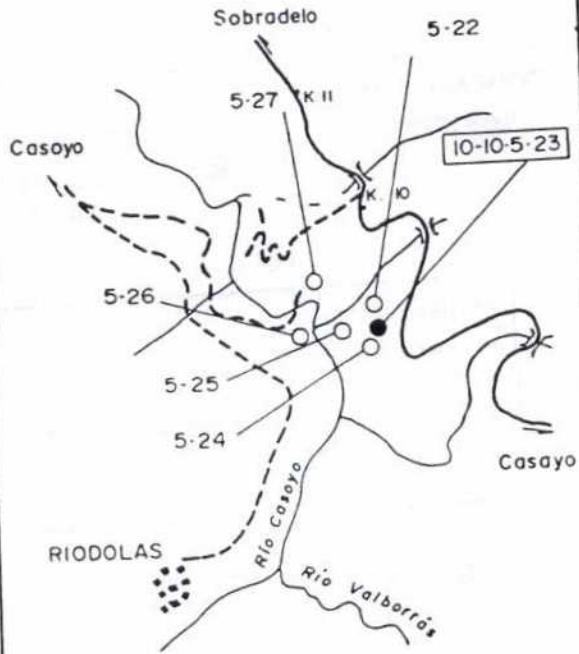 Sobradelo
5-22
5-27
K 11
10-10-5-23
Casoyo
K. 10
5-26
5-25
5-24
Casayo
Río Casoyo
RIODOLAS
Río Valborrás